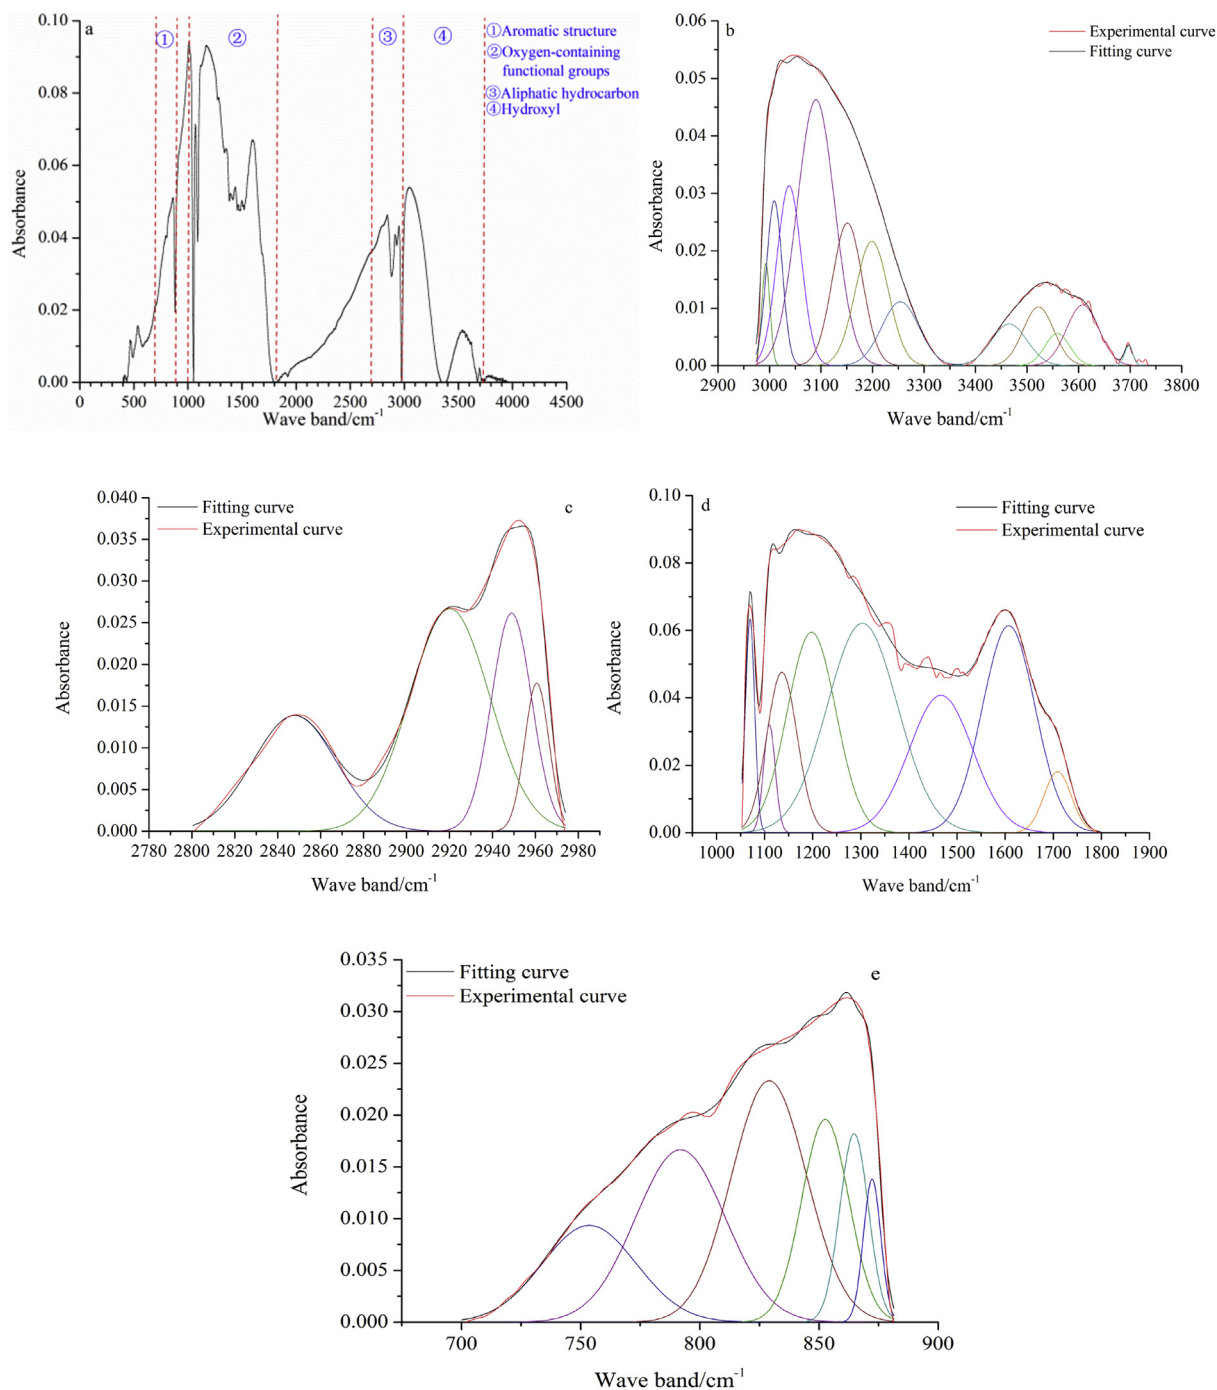 a
① ② ③ ④
①Aromatic structure
②Oxygen-containing
functional groups
③Aliphatic hydrocarbon
④Hydroxyl
0.10
0.08
0.06
0.04
0.02
0.00
0 500 1000 1500 2000 2500 3000 3500 4000 4500
Absorbance
Wave band/cm-1
b
Experimental curve
Fitting curve
0.06
0.05
0.04
0.03
0.02
0.01
0.00
2900 3000 3100 3200 3300 3400 3500 3600 3700 3800
Absorbance
Wave band/cm-1
c
Fitting curve
Experimental curve
0.040
0.035
0.030
0.025
0.020
0.015
0.010
0.005
0.000
2780 2800 2820 2840 2860 2880 2900 2920 2940 2960 2980
Absorbance
Wave band/cm-1
d
Fitting curve
Experimental curve
0.10
0.08
0.06
0.04
0.02
0.00
1000 1100 1200 1300 1400 1500 1600 1700 1800 1900
Absorbance
Wave band/cm-1
e
Fitting curve
Experimental curve
0.035
0.030
0.025
0.020
0.015
0.010
0.005
0.000
700 750 800 850 900
Absorbance
Wave band/cm-1